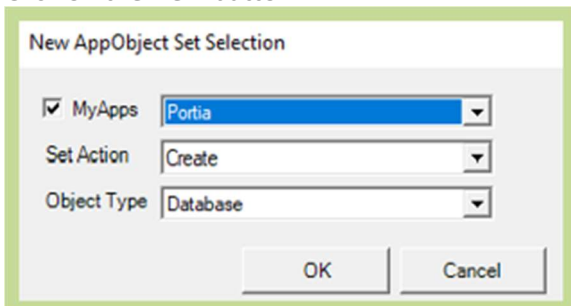 New AppObject Set Selection
MyApps Portia
Set Action Create
Object Type Database
OK Cancel